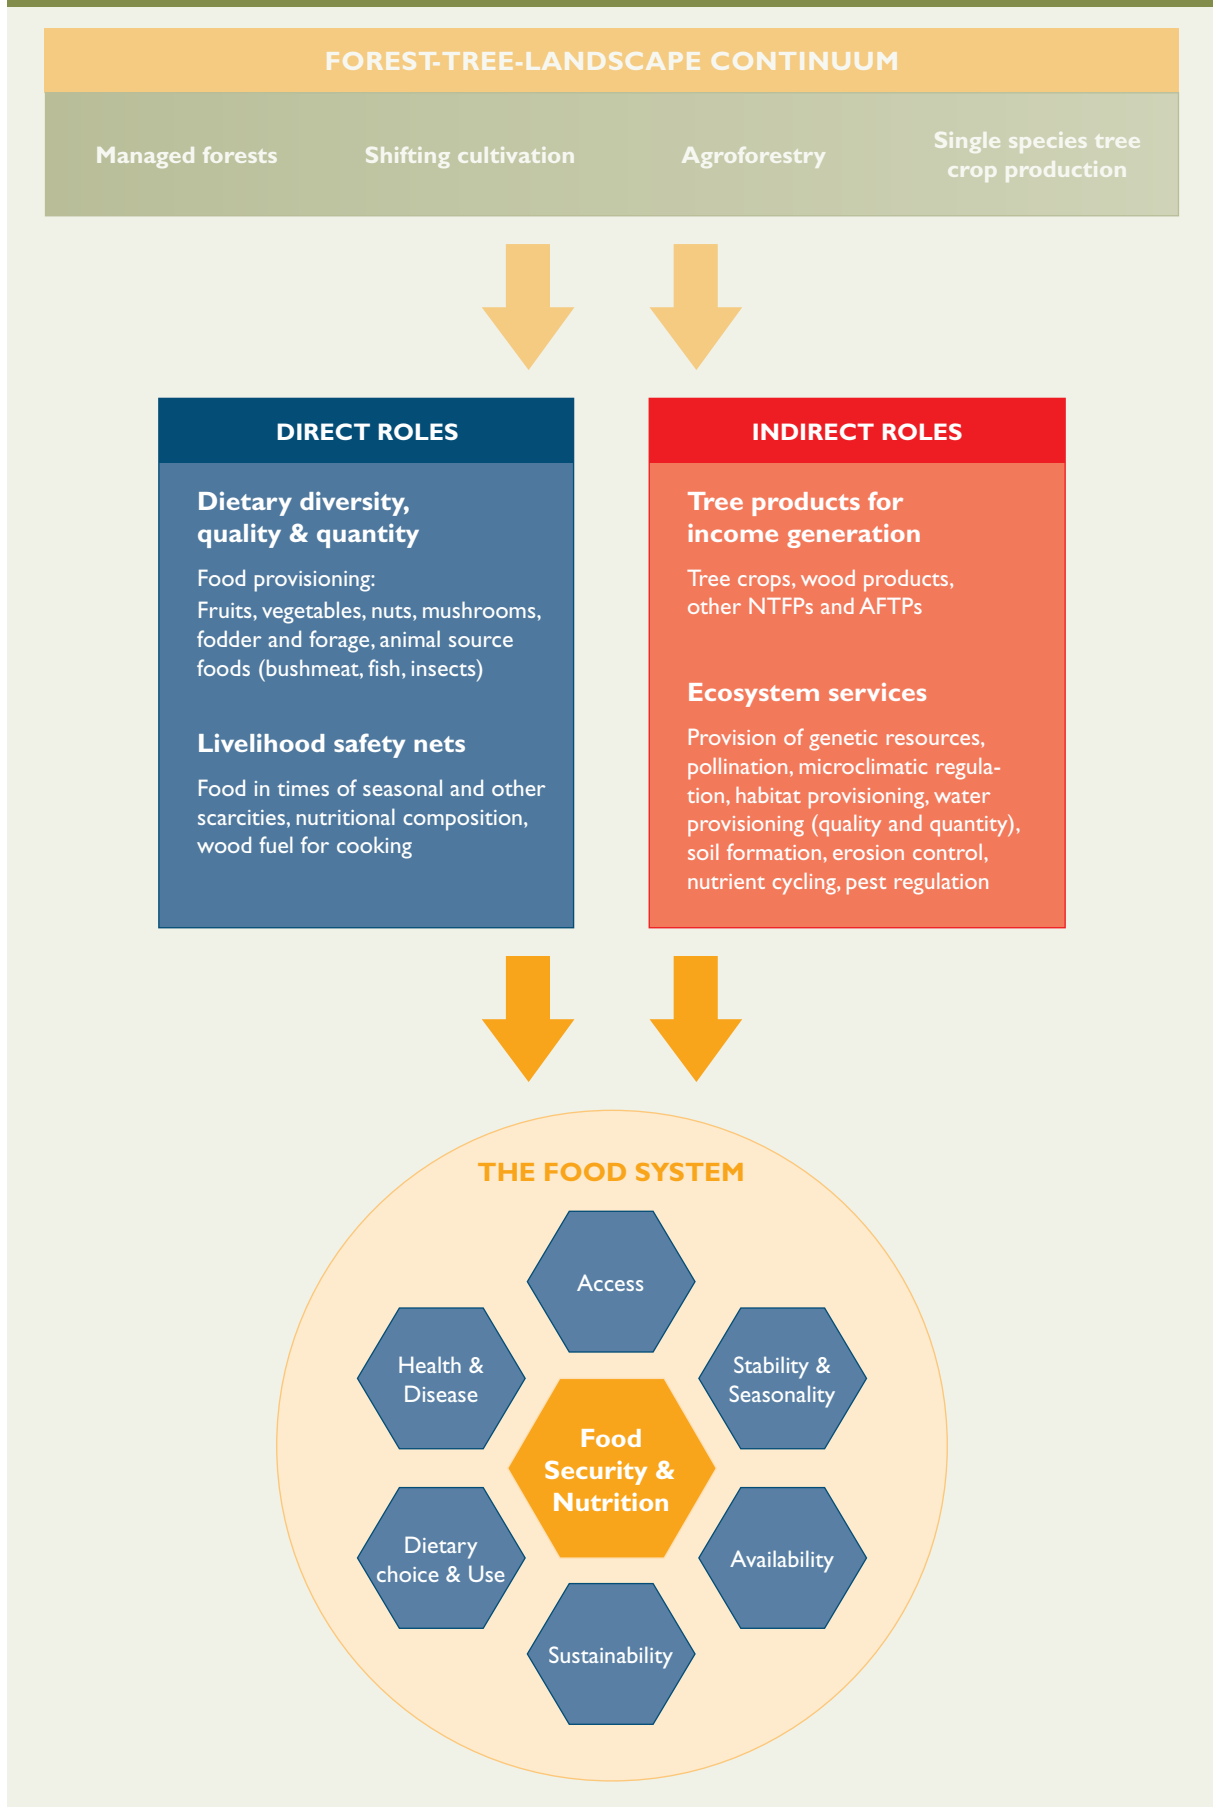 FOREST-TREE-LANDSCAPE CONTINUUM
Managed forests
Shifting cultivation
Agroforestry
Single species tree
crop production
DIRECT ROLES
Dietary diversity,
quality & quantity
Food provisioning:
Fruits, vegetables, nuts, mushrooms,
fodder and forage, animal source
foods (bushmeat, fish, insects)
Livelihood safety nets
Food in times of seasonal and other
scarcities, nutritional composition,
wood fuel for cooking
INDIRECT ROLES
Tree products for
income generation
Tree crops, wood products,
other NTFPs and AFTPs
Ecosystem services
Provision of genetic resources,
pollination, microclimatic regula-
tion, habitat provisioning, water
provisioning (quality and quantity),
soil formation, erosion control,
nutrient cycling, pest regulation
THE FOOD SYSTEM
Access
Health &
Disease
Stability &
Seasonality
Food
Security &
Nutrition
Dietary
choice & Use
Availability
Sustainability